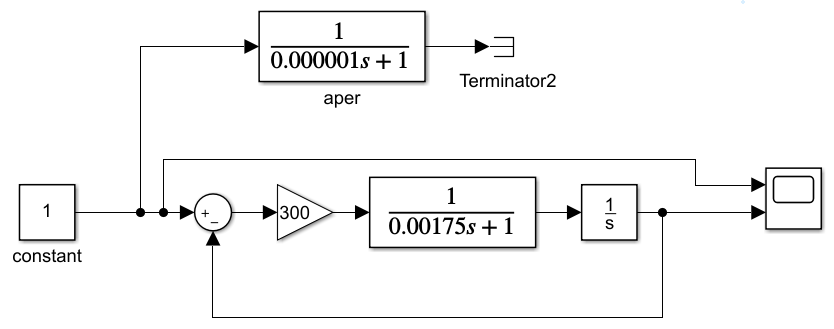 1
0.000001s + 1
aper
Terminator2
1
constant
+
−
300
1
0.00175s + 1
1
s